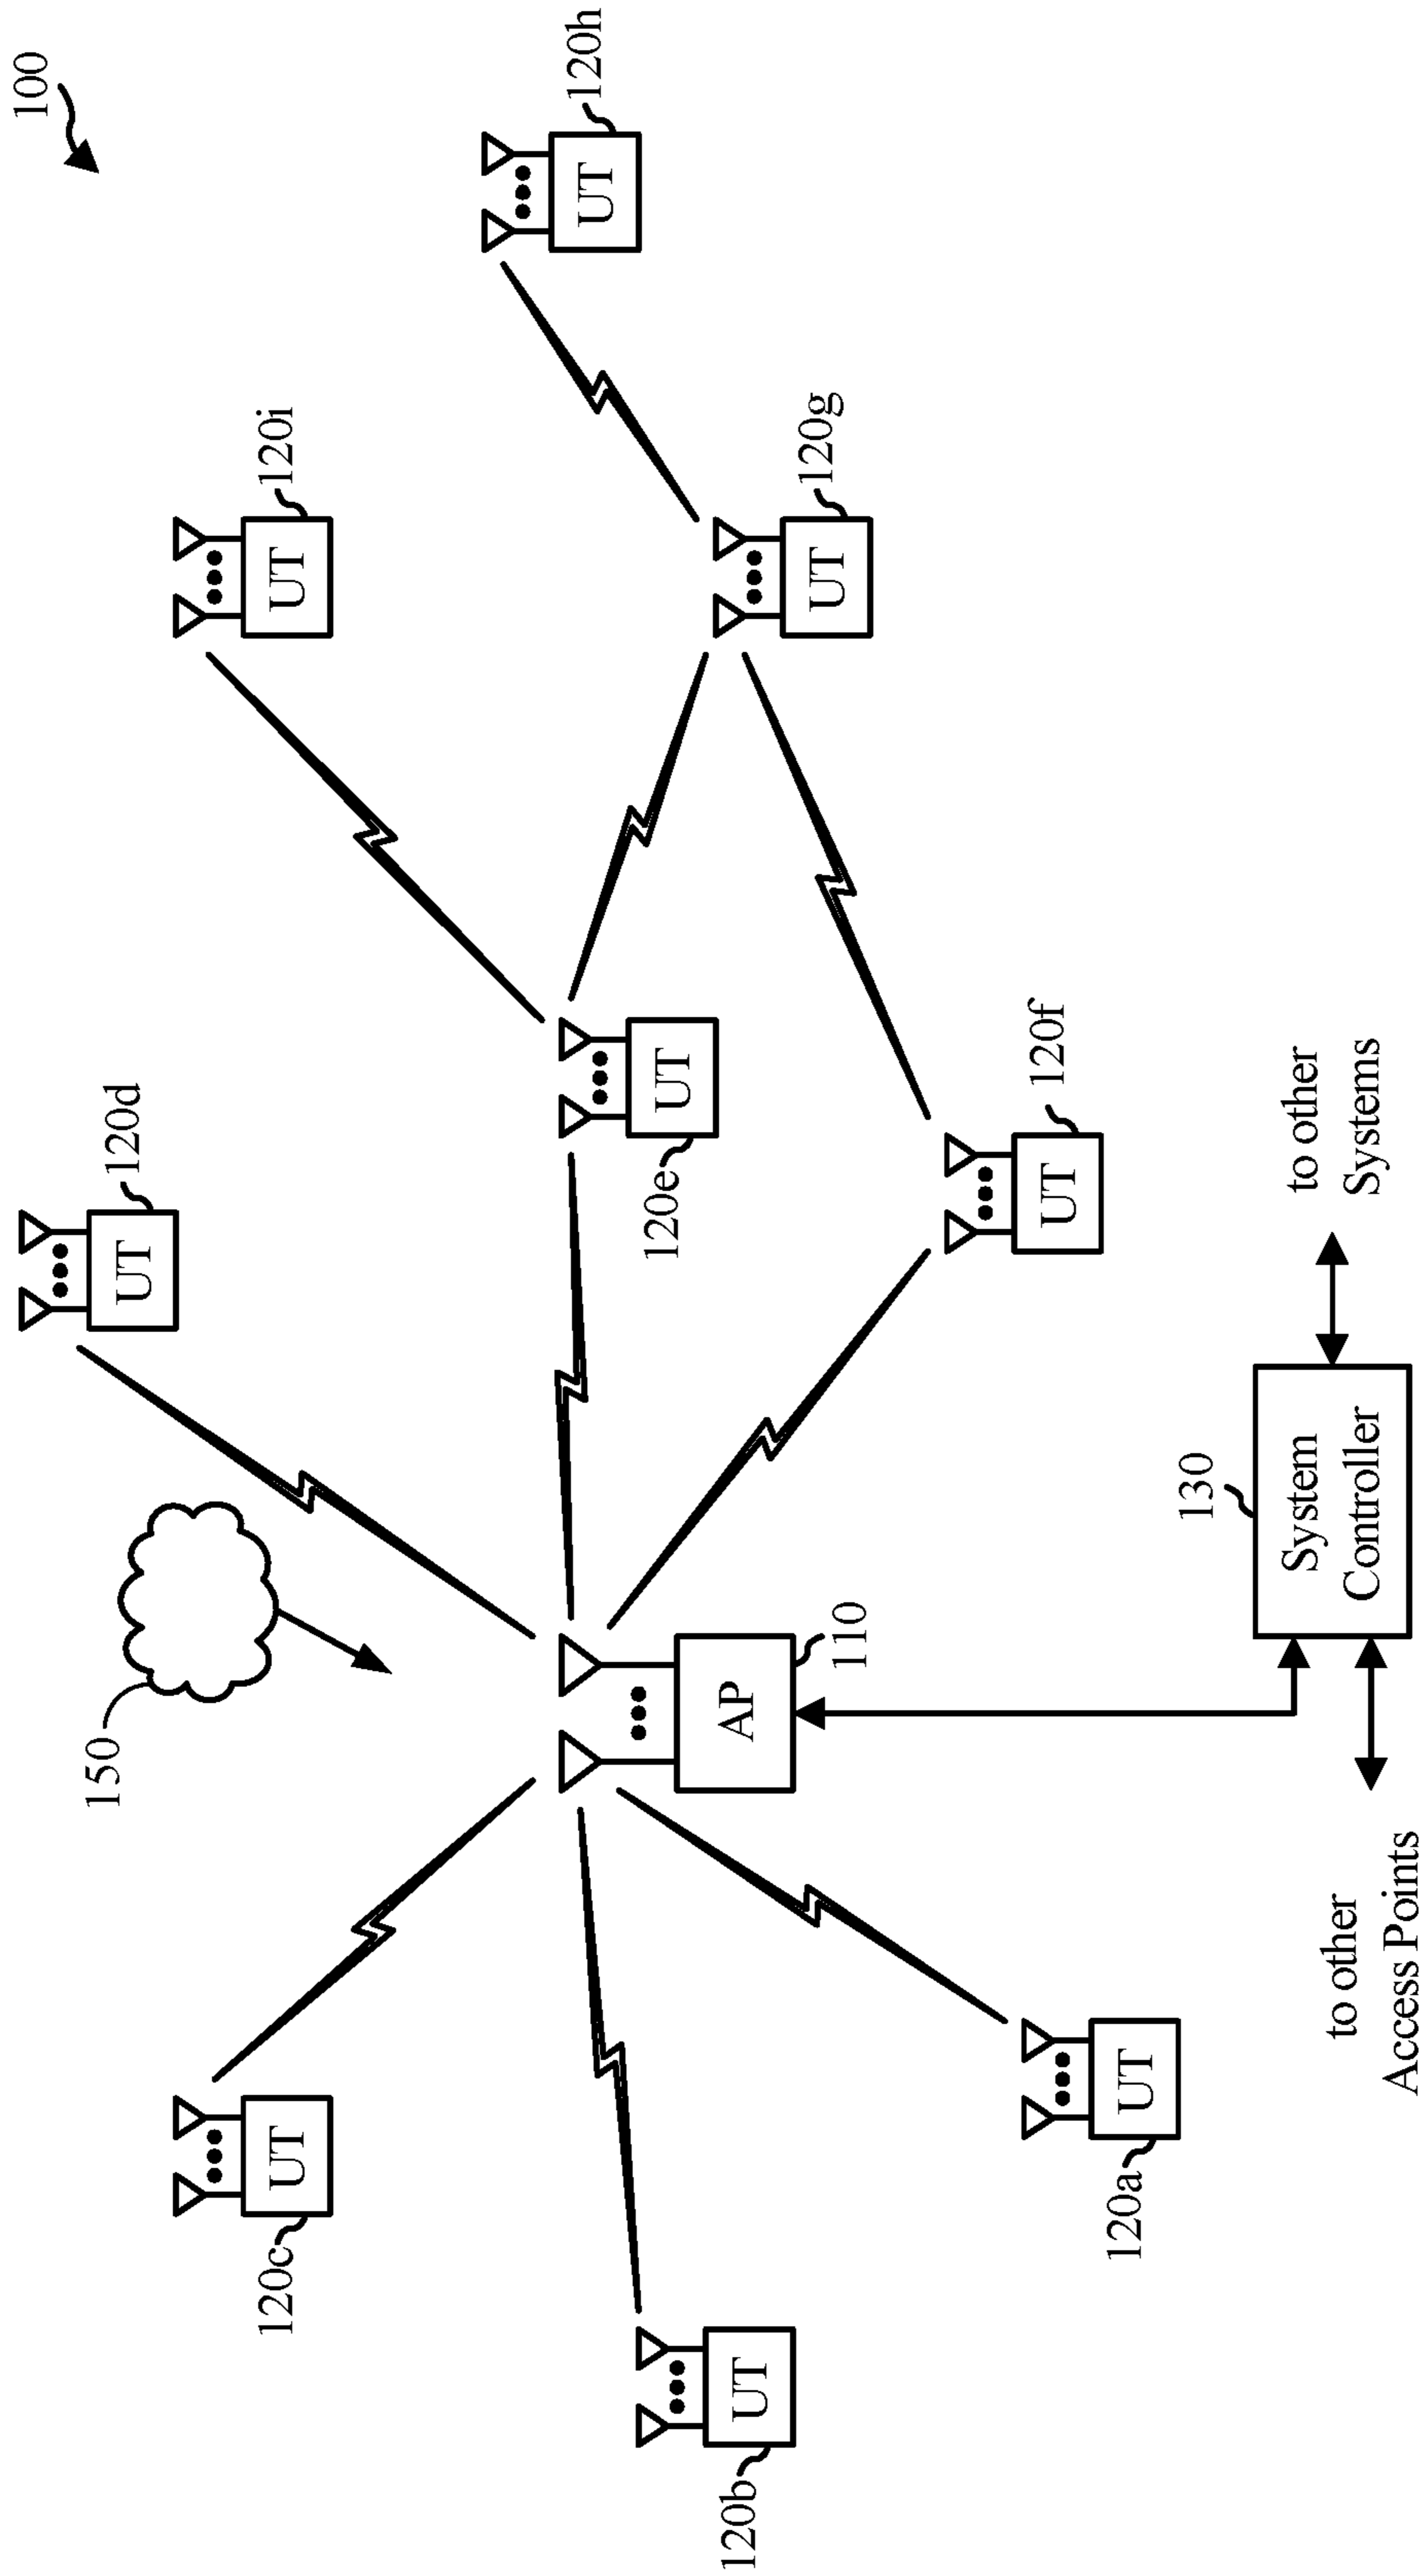 100
120d
UT
150
120i
UT
120c
UT
120h
UT
120e
UT
AP
110
120b
UT
120g
UT
120f
UT
120a
UT
130
System
Controller
to other
Systems
to other
Access Points